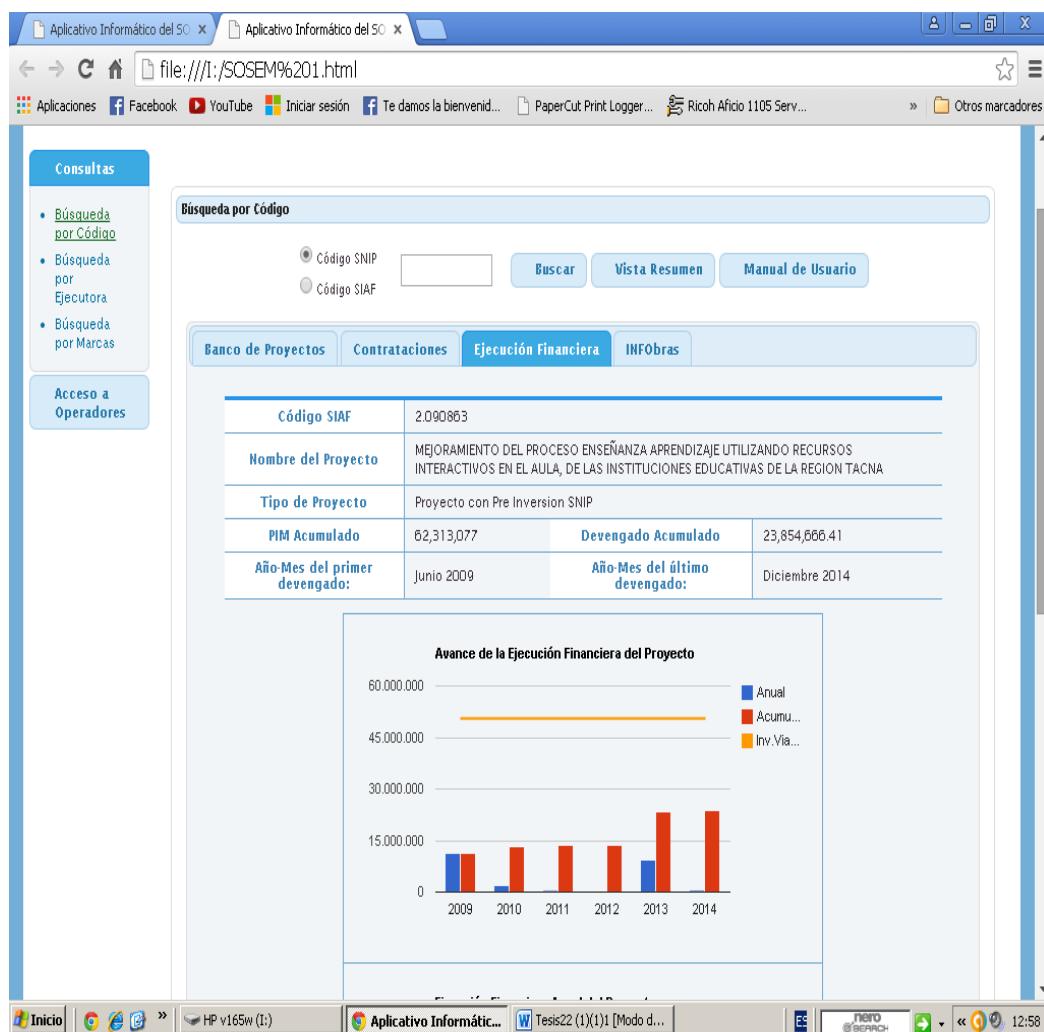 Aplicativo Informático del SO
Aplicativo Informático del SO
file:///I:/SOSEM%201.html
Aplicaciones Facebook YouTube Iniciar sesión Te damos la bienvenid... PaperCut Print Logger... Ricoh Aficio 1105 Serv... » Otros marcadores
Consultas
Búsqueda
por Código
Búsqueda
por
Ejecutora
Búsqueda
por Marcas
Acceso a
Operadores
Búsqueda por Código
Código SNIP
Código SIAF
Buscar Vista Resumen Manual de Usuario
Banco de Proyectos Contrataciones Ejecución Financiera INFObras
Código SIAF 2.090863
Nombre del Proyecto MEJORAMIENTO DEL PROCESO ENSEÑANZA APRENDIZAJE UTILIZANDO RECURSOS
INTERACTIVOS EN EL AULA, DE LAS INSTITUCIONES EDUCATIVAS DE LA REGION TACNA
Tipo de Proyecto Proyecto con Pre Inversion SNIP
PIM Acumulado 62,313,077 Devengado Acumulado 23,854,666.41
Año-Mes del primer
devengado: Junio 2009 Año-Mes del último
devengado: Diciembre 2014
Avance de la Ejecución Financiera del Proyecto
60.000.000
45.000.000
30.000.000
15.000.000
0
2009 2010 2011 2012 2013 2014
Anual
Acumu...
Inv.Via...
Inicio » HP v165w (I:) Aplicativo Informátic... Tesis22 (1)(1)1 [Modo d... ES nero SEARCH « 12:58